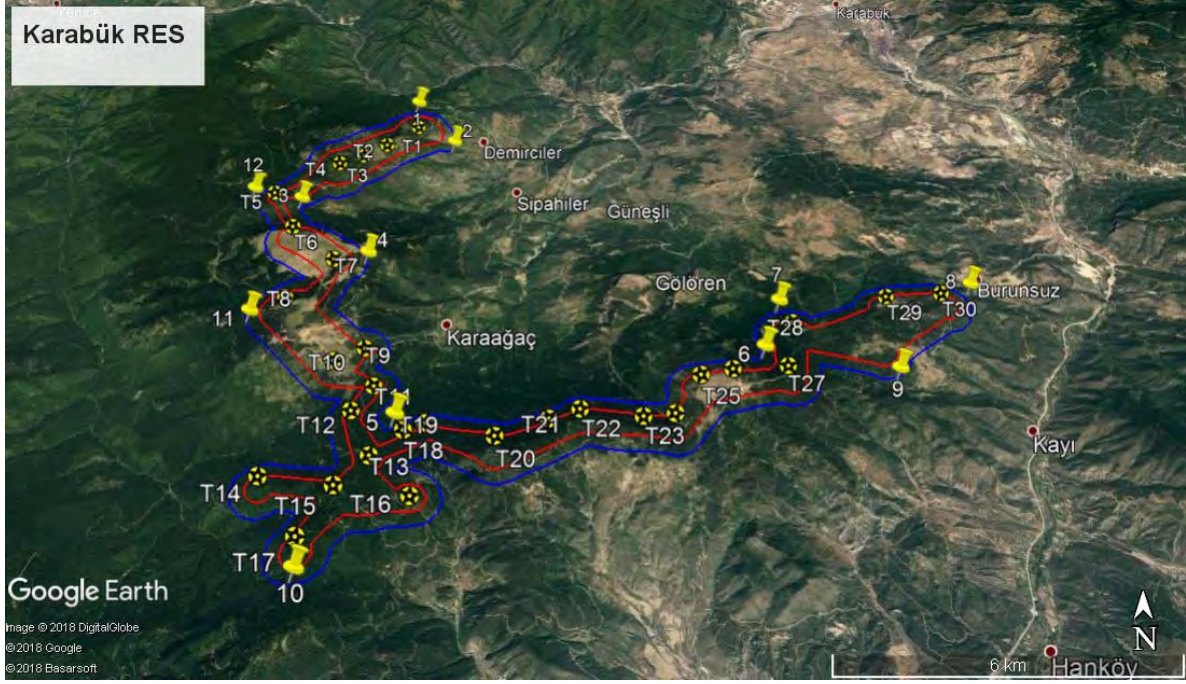 Yenice
Karabük
Karabük RES
1
2
Demirciler
T1
T2
T4
T3
12
T5
3
Sipahiler
Güneşli
T6
4
T7
T8
11
Gölören
7
8
Burunsuz
T29
T30
T28
Karaağaç
T9
T10
6
T27
9
T25
T11
T12
5
T19
T21
T22
T23
T18
T20
Kayı
T13
T14
T15
T16
T17
10
Google Earth
Image © 2018 DigitalGlobe
© 2018 Google
© 2018 Basarsoft
N
6 km
Hanköy